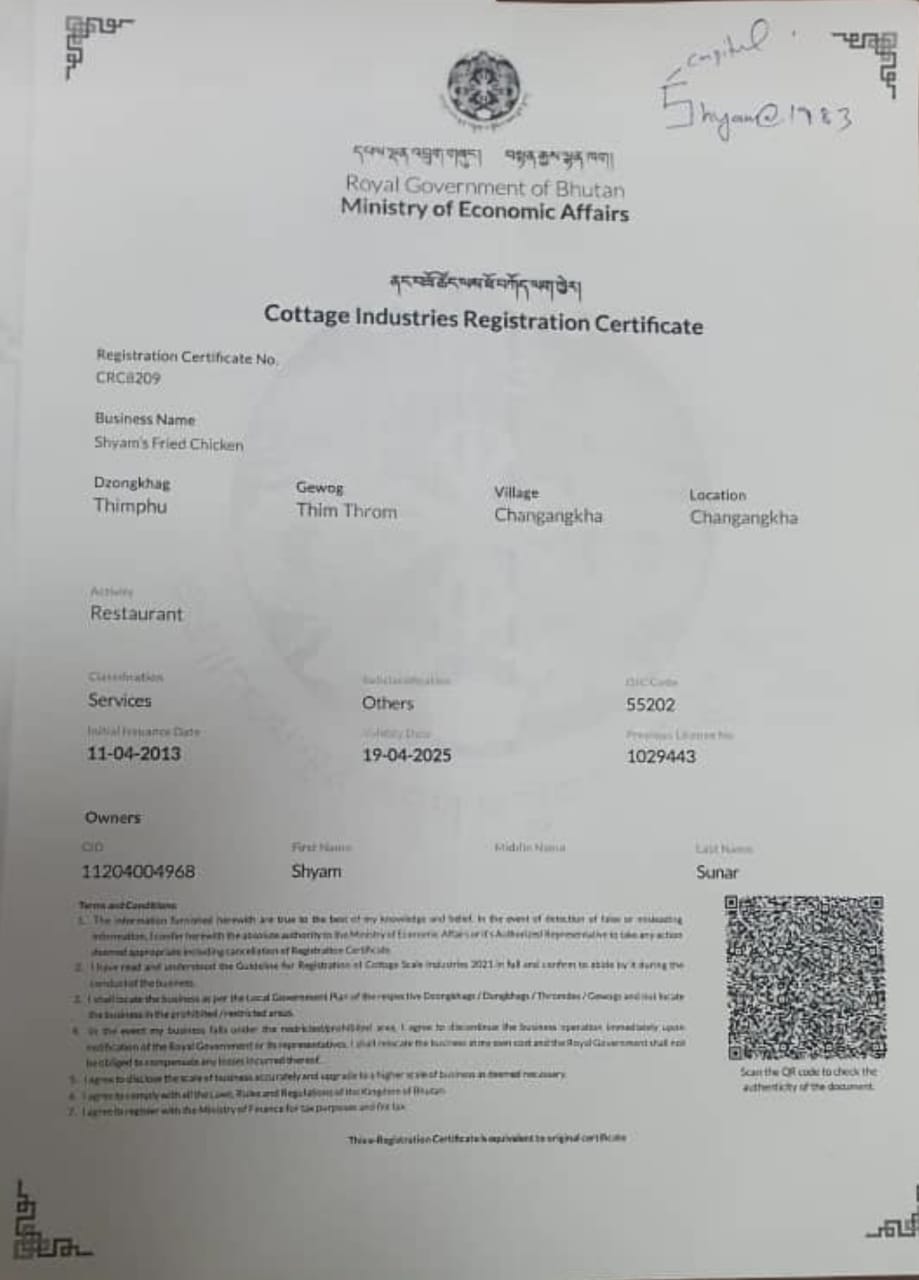 capital
Shyam@1983
དཔལ་ལྡན་འབྲུག་གཞུང། བསྟན་རྒྱས་ལྷན་ཁག།
Royal Government of Bhutan
Ministry of Economic Affairs
Cottage Industries Registration Certificate
Registration Certificate No.
CRC8209
Business Name
Shyam's Fried Chicken
Dzongkhag Gewog Village Location
Thimphu Thim Throm Changangkha Changangkha
Activity
Restaurant
Classification Subclassification BIC Code
Services Others 55202
Initial Issuance Date Validity Date Previous License No
11-04-2013 19-04-2025 1029443
Owners
CID First Name Middle Name Last Name
11204004968 Shyam Sunar
Terms and Conditions
1. The information furnished herewith are true to the best of my knowledge and belief. In the event of detection of false or misleading
information, I confer herewith the absolute authority to the Ministry of Economic Affairs or it's Authorized Representative to take any action
deemed appropriate including cancellation of Registration Certificate.
2. I have read and understood the Guideline for Registration of Cottage Scale Industries 2021 in full and confirm to abide by it during the
conduct of the business.
3. I shall locate the business as per the Local Government Plan of the respective Dzongkhags / Dungkhags / Thromdes / Gewogs and not locate
the business in the prohibited /restricted areas.
4. In the event my business falls under the restricted/prohibited area, I agree to discontinue the business operation immediately upon
notification of the Royal Government or its representatives. I shall relocate the business at my own cost and the Royal Government shall not
be obliged to compensate any losses incurred thereof.
5. I agree to disclose the scale of business accurately and upgrade to a higher scale of business as deemed necessary.
6. I agree to comply with all the Laws, Rules and Regulations of the Kingdom of Bhutan
7. I agree to register with the Ministry of Finance for tax purposes and file tax.
Scan the QR code to check the
authenticity of the document.
This e-Registration Certificate is equivalent to original certificate